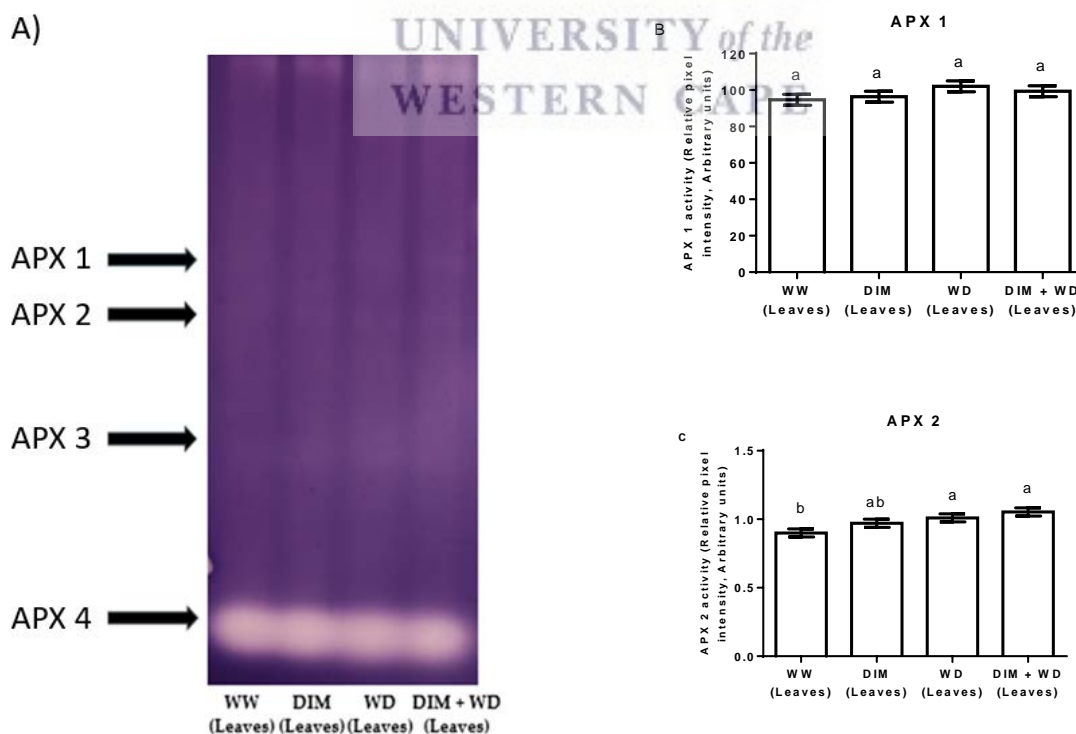 A)
UNIVERSITY of the
WESTERN CAPE
APX 1
APX 2
APX 3
APX 4
WW DIM WD DIM + WD
(Leaves) (Leaves) (Leaves) (Leaves)
B
APX 1
APX 1 activity (Relative pixel
intensity, Arbitrary units)
120
100
80
60
40
20
0
a a a a
WW DIM WD DIM + WD
(Leaves) (Leaves) (Leaves) (Leaves)
C
APX 2
APX 2 activity (Relative pixel
intensity, Arbitrary units)
1.5
1.0
0.5
0.0
b ab a a
WW DIM WD DIM + WD
(Leaves) (Leaves) (Leaves) (Leaves)